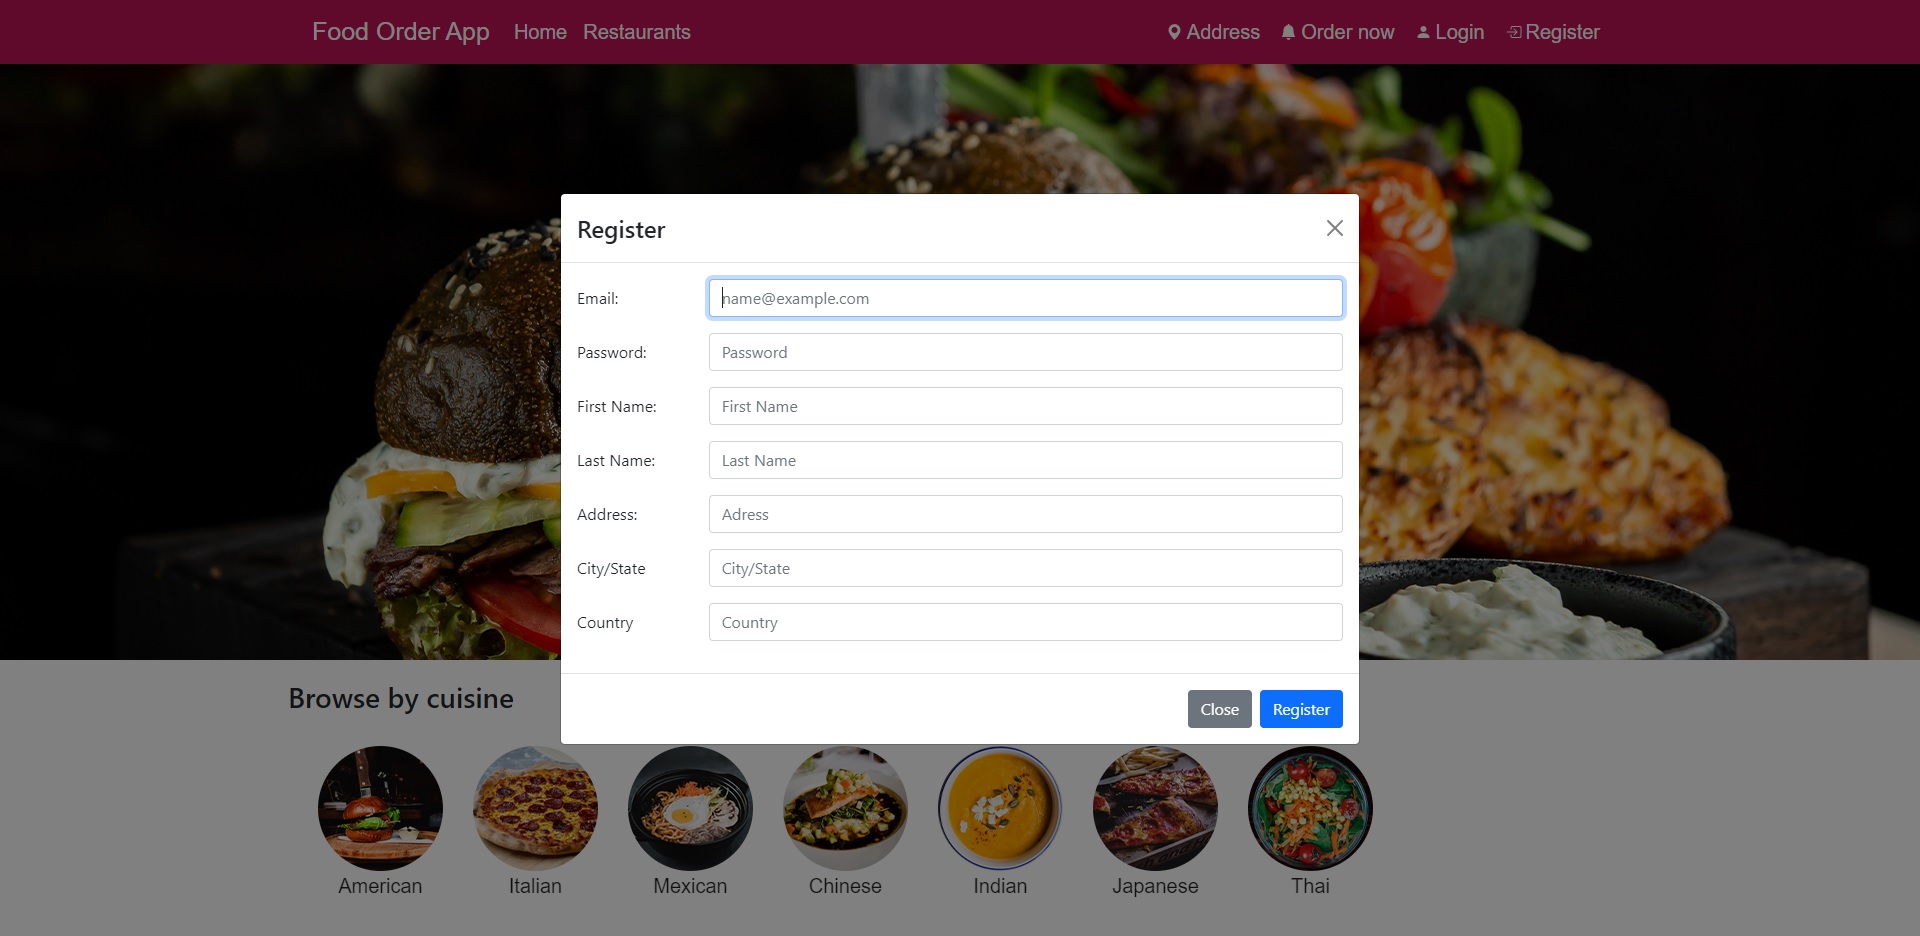 Food Order App Home Restaurants Address Order now Login Register
Register
Email: name@example.com
Password: Password
First Name: First Name
Last Name: Last Name
Address: Adress
City/State City/State
Country Country
Close Register
Browse by cuisine
American Italian Mexican Chinese Indian Japanese Thai